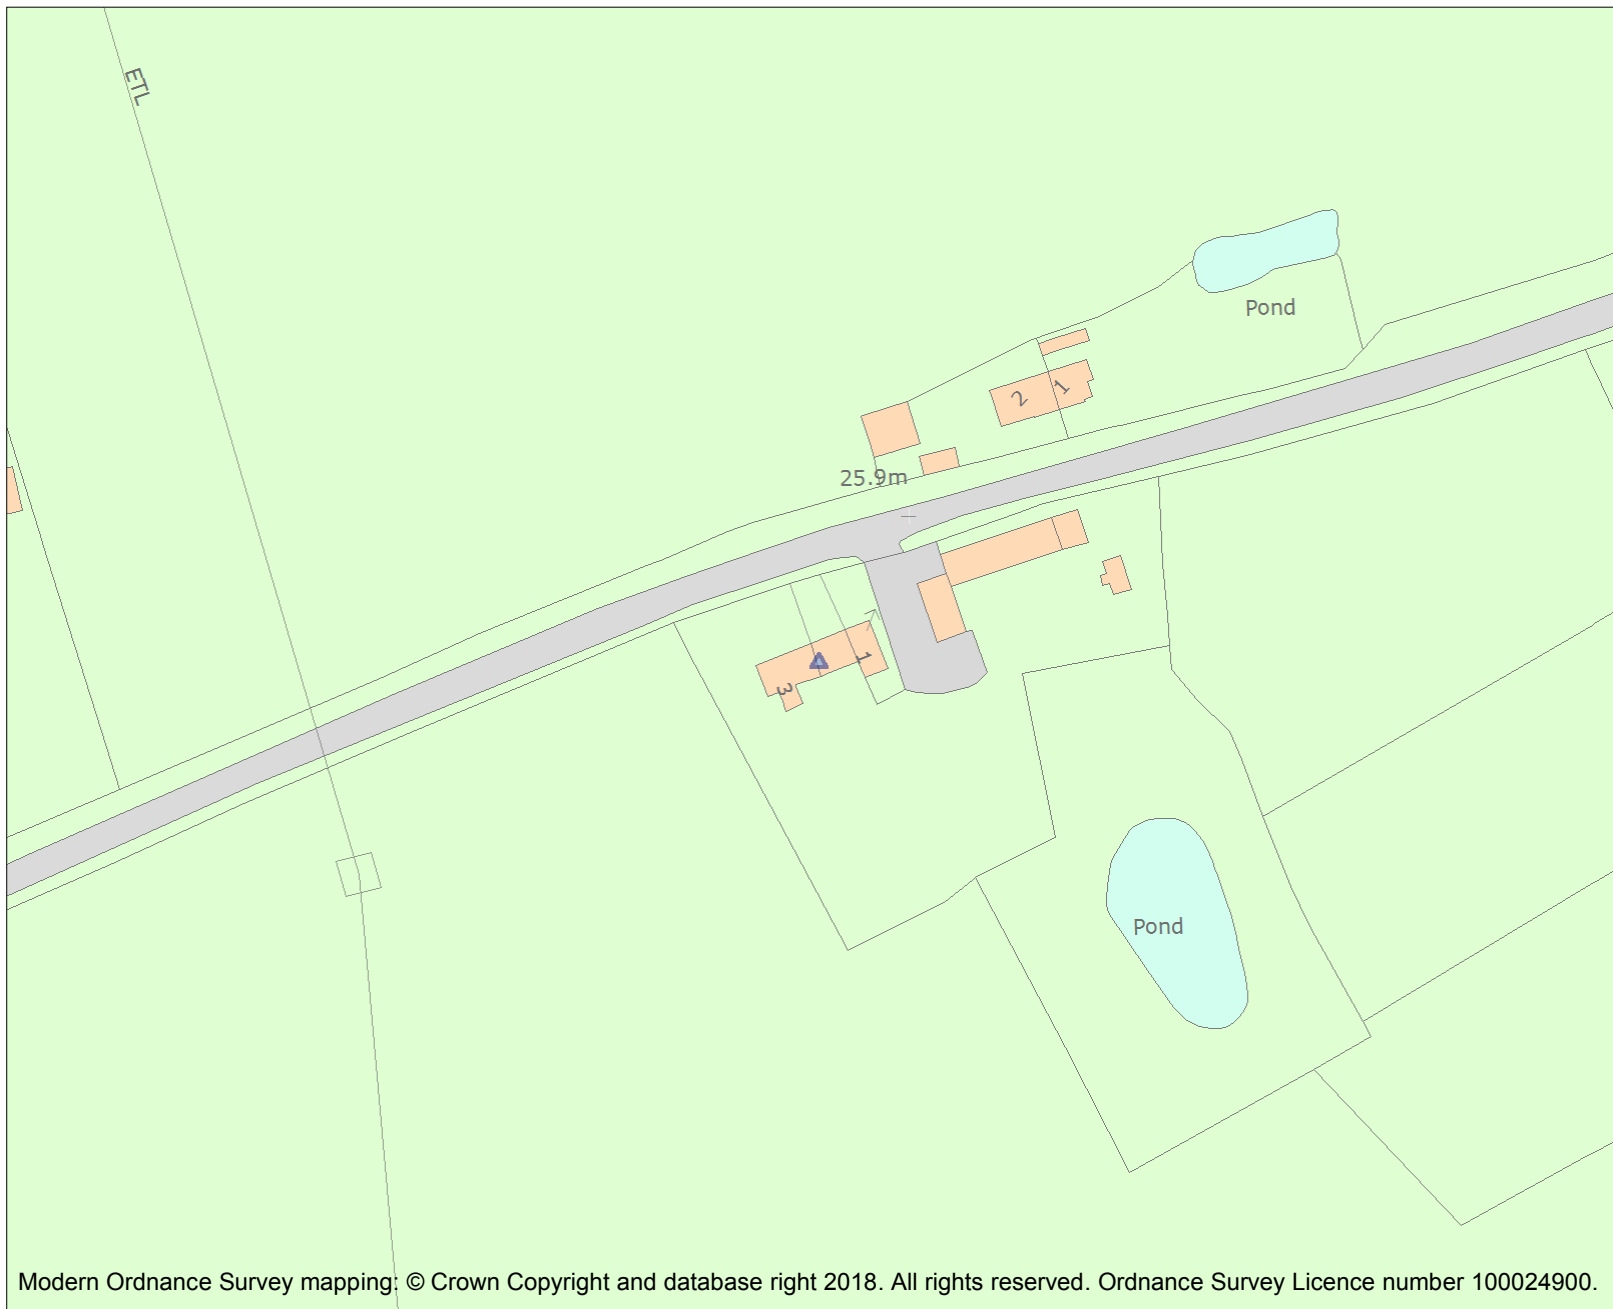 ETL
Pond
1
2
25.9m
1
3
Pond
Modern Ordnance Survey mapping: © Crown Copyright and database right 2018. All rights reserved. Ordnance Survey Licence number 100024900.